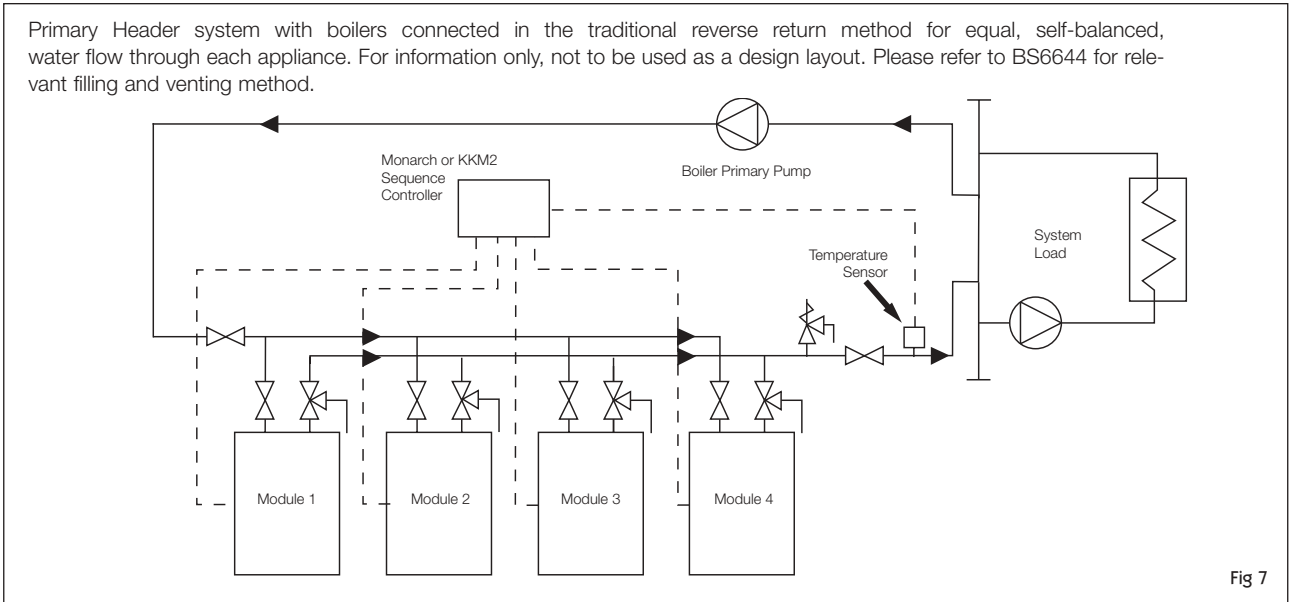 Primary Header system with boilers connected in the traditional reverse return method for equal, self-balanced,
water flow through each appliance. For information only, not to be used as a design layout. Please refer to BS6644 for rele-
vant filling and venting method.
Monarch or KKM2
Sequence
Controller
Boiler Primary Pump
System
Load
Temperature
Sensor
Module 1
Module 2
Module 3
Module 4
Fig 7